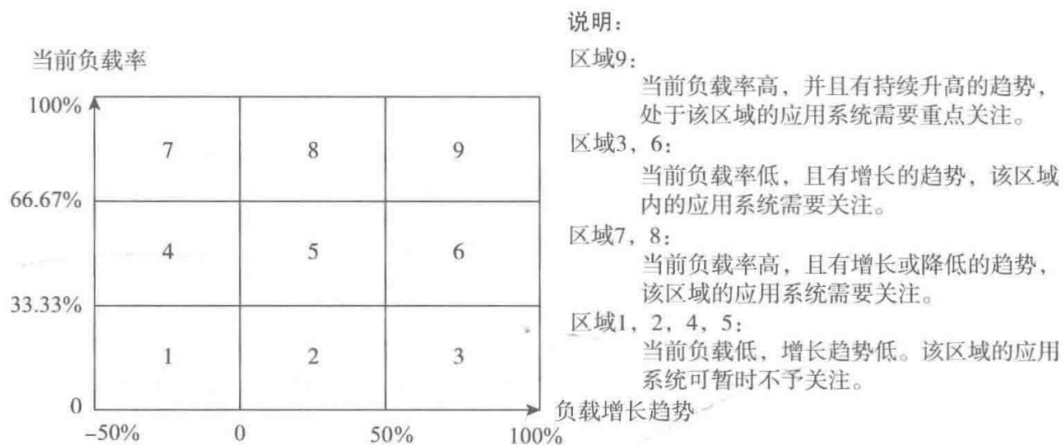 当前负载率
100%
7
8
9
66.67%
4
5
6
33.33%
1
2
3
0
-50%
0
50%
100%
负载增长趋势
说明：
区域9：
当前负载率高，并且有持续升高的趋势，
处于该区域的应用系统需要重点关注。
区域3，6：
当前负载率低，且有增长的趋势，该区域
内的应用系统需要关注。
区域7，8：
当前负载率高，且有增长或降低的趋势，
该区域的应用系统需要关注。
区域1，2，4，5：
当前负载低，增长趋势低。该区域的应用
系统可暂时不予关注。